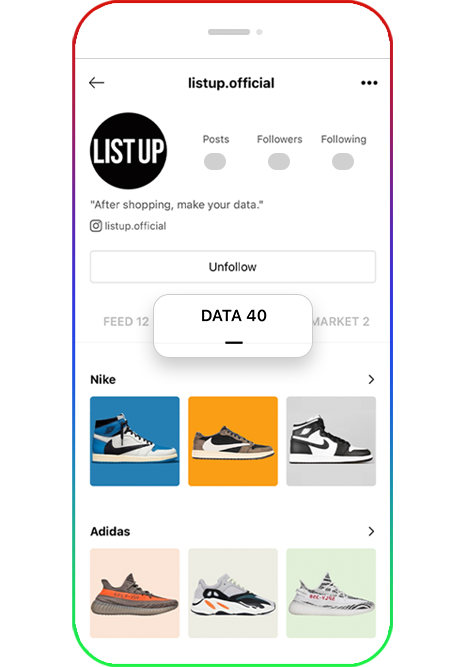 listup.official
LIST UP
Posts
Followers
Following
"After shopping, make your data."
listup.official
Unfollow
FEED 12
DATA 40
MARKET 2
Nike
Adidas